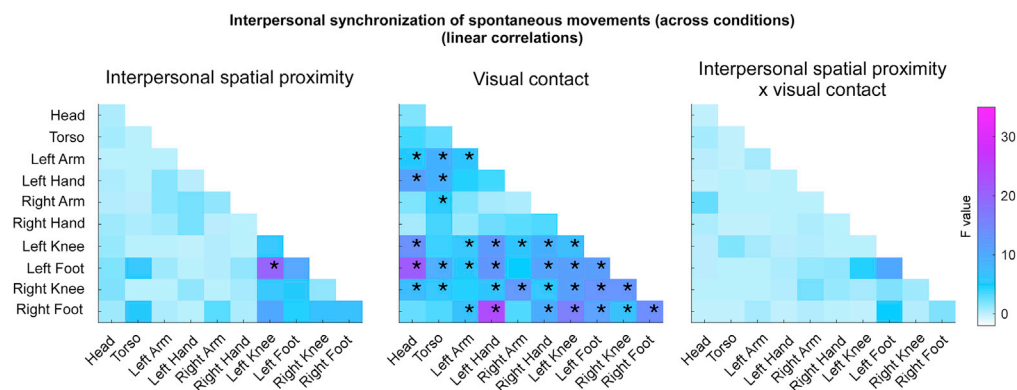 Interpersonal synchronization of spontaneous movements (across conditions)
(linear correlations)
Interpersonal spatial proximity
Visual contact
Interpersonal spatial proximity
x visual contact
Head
Torso
Left Arm
Left Hand
Right Arm
Right Hand
Left Knee
Left Foot
Right Knee
Right Foot
* * *
* *
*
* * * * * *
* * * * * * *
* * * * * * * *
* * * * * * *
*
Head
Torso
Left Arm
Left Hand
Right Arm
Right Hand
Left Knee
Left Foot
Right Knee
Right Foot
Head
Torso
Left Arm
Left Hand
Right Arm
Right Hand
Left Knee
Left Foot
Right Knee
Right Foot
Head
Torso
Left Arm
Left Hand
Right Arm
Right Hand
Left Knee
Left Foot
Right Knee
Right Foot
30
20
10
0
F value